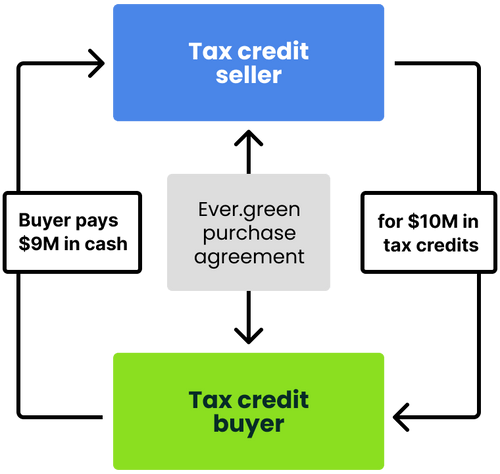 Tax credit
seller
Buyer pays
$9M in cash
Ever.green
purchase
agreement
for $10M in
tax credits
Tax credit
buyer